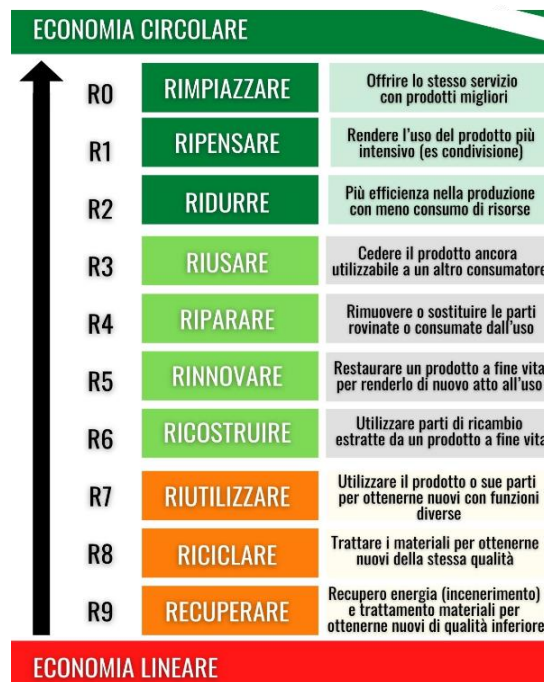 ECONOMIA CIRCOLARE
R0
RIMPIAZZARE
Offrire lo stesso servizio
con prodotti migliori
R1
RIPENSARE
Rendere l'uso del prodotto più
intensivo (es condivisione)
R2
RIDURRE
Più efficienza nella produzione
con meno consumo di risorse
R3
RIUSARE
Cedere il prodotto ancora
utilizzabile a un altro consumatore
R4
RIPARARE
Rimuovere o sostituire le parti
rovinate o consumate dall'uso
R5
RINNOVARE
Restaurare un prodotto a fine vita
per renderlo di nuovo atto all'uso
R6
RICOSTRUIRE
Utilizzare parti di ricambio
estratte da un prodotto a fine vita
R7
RIUTILIZZARE
Utilizzare il prodotto o sue parti
per ottenerne nuovi con funzioni
diverse
R8
RICICLARE
Trattare i materiali per ottenerne
nuovi della stessa qualità
R9
RECUPERARE
Recupero energia (incenerimento)
e trattamento materiali per
ottenerne nuovi di qualità inferiore
ECONOMIA LINEARE